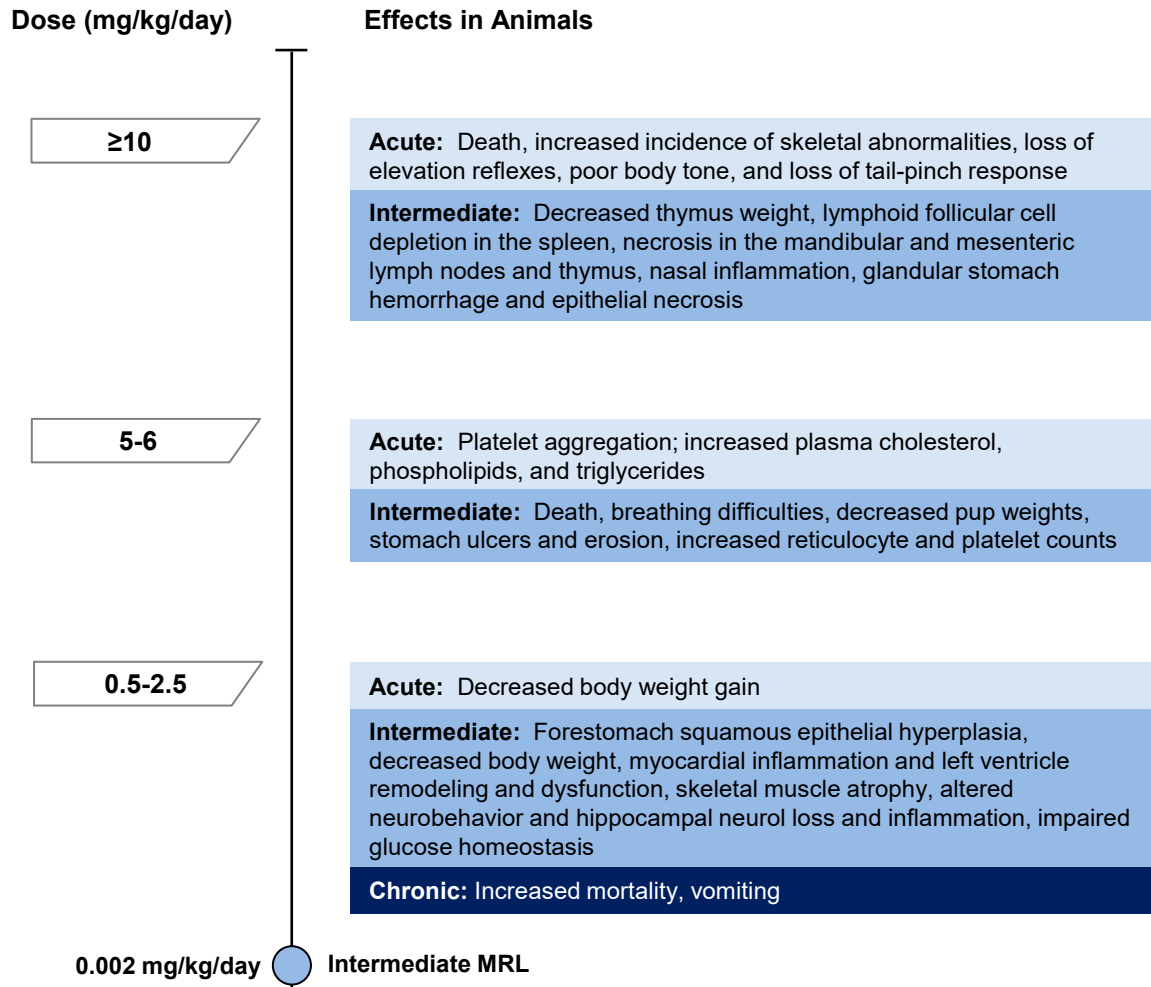 Dose (mg/kg/day)
Effects in Animals
≥10
Acute: Death, increased incidence of skeletal abnormalities, loss of
elevation reflexes, poor body tone, and loss of tail-pinch response
Intermediate: Decreased thymus weight, lymphoid follicular cell
depletion in the spleen, necrosis in the mandibular and mesenteric
lymph nodes and thymus, nasal inflammation, glandular stomach
hemorrhage and epithelial necrosis
5-6
Acute: Platelet aggregation; increased plasma cholesterol,
phospholipids, and triglycerides
Intermediate: Death, breathing difficulties, decreased pup weights,
stomach ulcers and erosion, increased reticulocyte and platelet counts
0.5-2.5
Acute: Decreased body weight gain
Intermediate: Forestomach squamous epithelial hyperplasia,
decreased body weight, myocardial inflammation and left ventricle
remodeling and dysfunction, skeletal muscle atrophy, altered
neurobehavior and hippocampal neurol loss and inflammation, impaired
glucose homeostasis
Chronic: Increased mortality, vomiting
0.002 mg/kg/day
Intermediate MRL